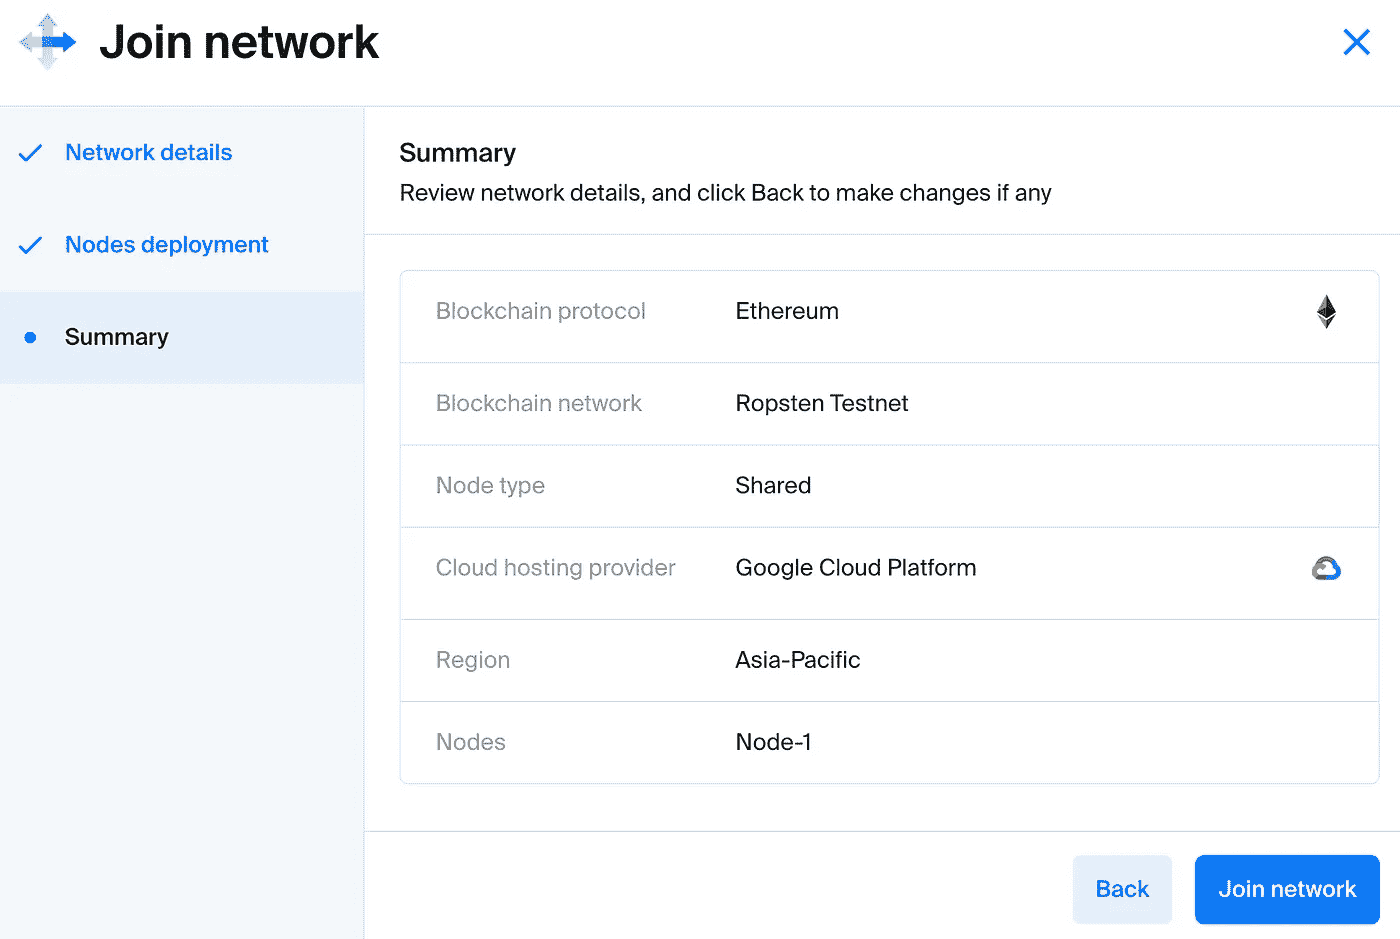 Join network
Network details
Nodes deployment
Summary
Summary
Review network details, and click Back to make changes if any
Blockchain protocol Ethereum
Blockchain network Ropsten Testnet
Node type Shared
Cloud hosting provider Google Cloud Platform
Region Asia-Pacific
Nodes Node-1
Back Join network